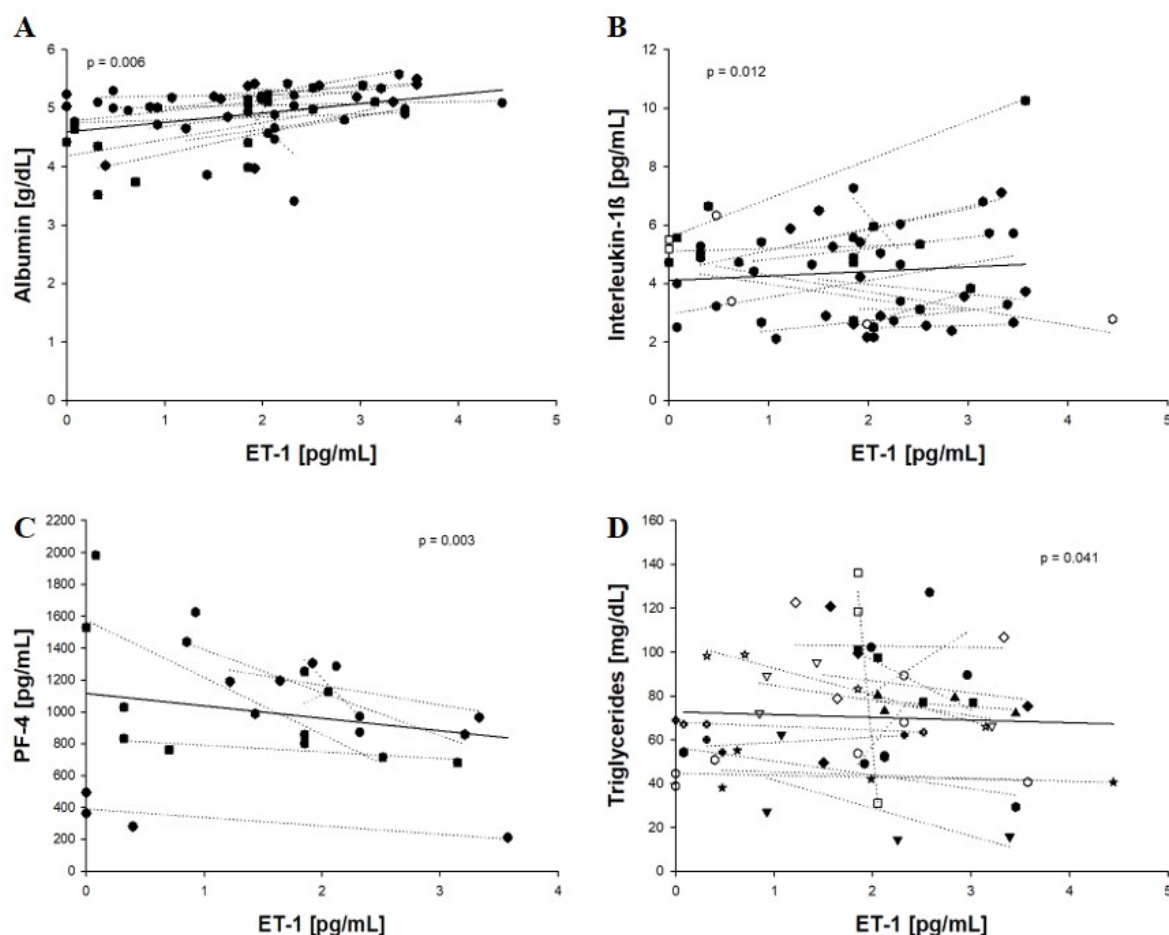 A
p = 0.006
Albumin [g/dL]
6
5
4
3
2
1
0
0 1 2 3 4 5
ET-1 [pg/mL]
B
p = 0.012
Interleukin-1ß [pg/mL]
12
10
8
6
4
2
0
0 1 2 3 4 5
ET-1 [pg/mL]
C
p = 0.003
PF-4 [pg/mL]
2200
2000
1800
1600
1400
1200
1000
800
600
400
200
0
0 1 2 3 4
ET-1 [pg/mL]
D
p = 0.041
Triglycerides [mg/dL]
160
140
120
100
80
60
40
20
0
0 1 2 3 4 5
ET-1 [pg/mL]